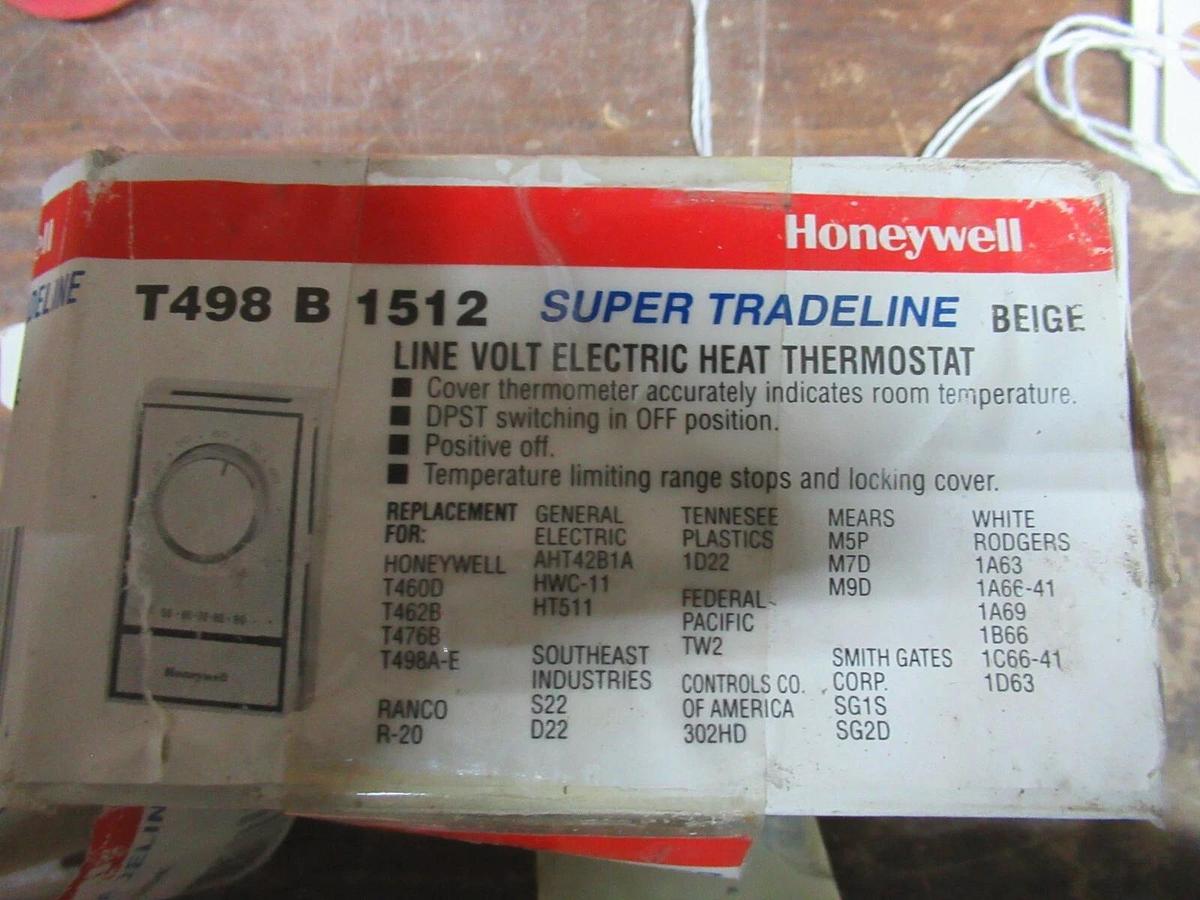 Honeywell
T498 B 1512 SUPER TRADELINE BEIGE
LINE VOLT ELECTRIC HEAT THERMOSTAT
■ Cover thermometer accurately indicates room temperature.
■ DPST switching in OFF position.
■ Positive off.
■ Temperature limiting range stops and locking cover.
REPLACEMENT
FOR:
HONEYWELL
T460D
T462B
T476B
T498A-E
RANCO
R-20
GENERAL
ELECTRIC
AHT42B1A
HWC-11
HT511
SOUTHEAST
INDUSTRIES
S22
D22
TENNESEE
PLASTICS
1D22
FEDERAL
PACIFIC
TW2
CONTROLS CO.
OF AMERICA
302HD
MEARS
M5P
M7D
M9D
SMITH GATES
CORP.
SG1S
SG2D
WHITE
RODGERS
1A63
1A66-41
1A69
1B66
1C66-41
1D63
Honeywell
ell
DELINE